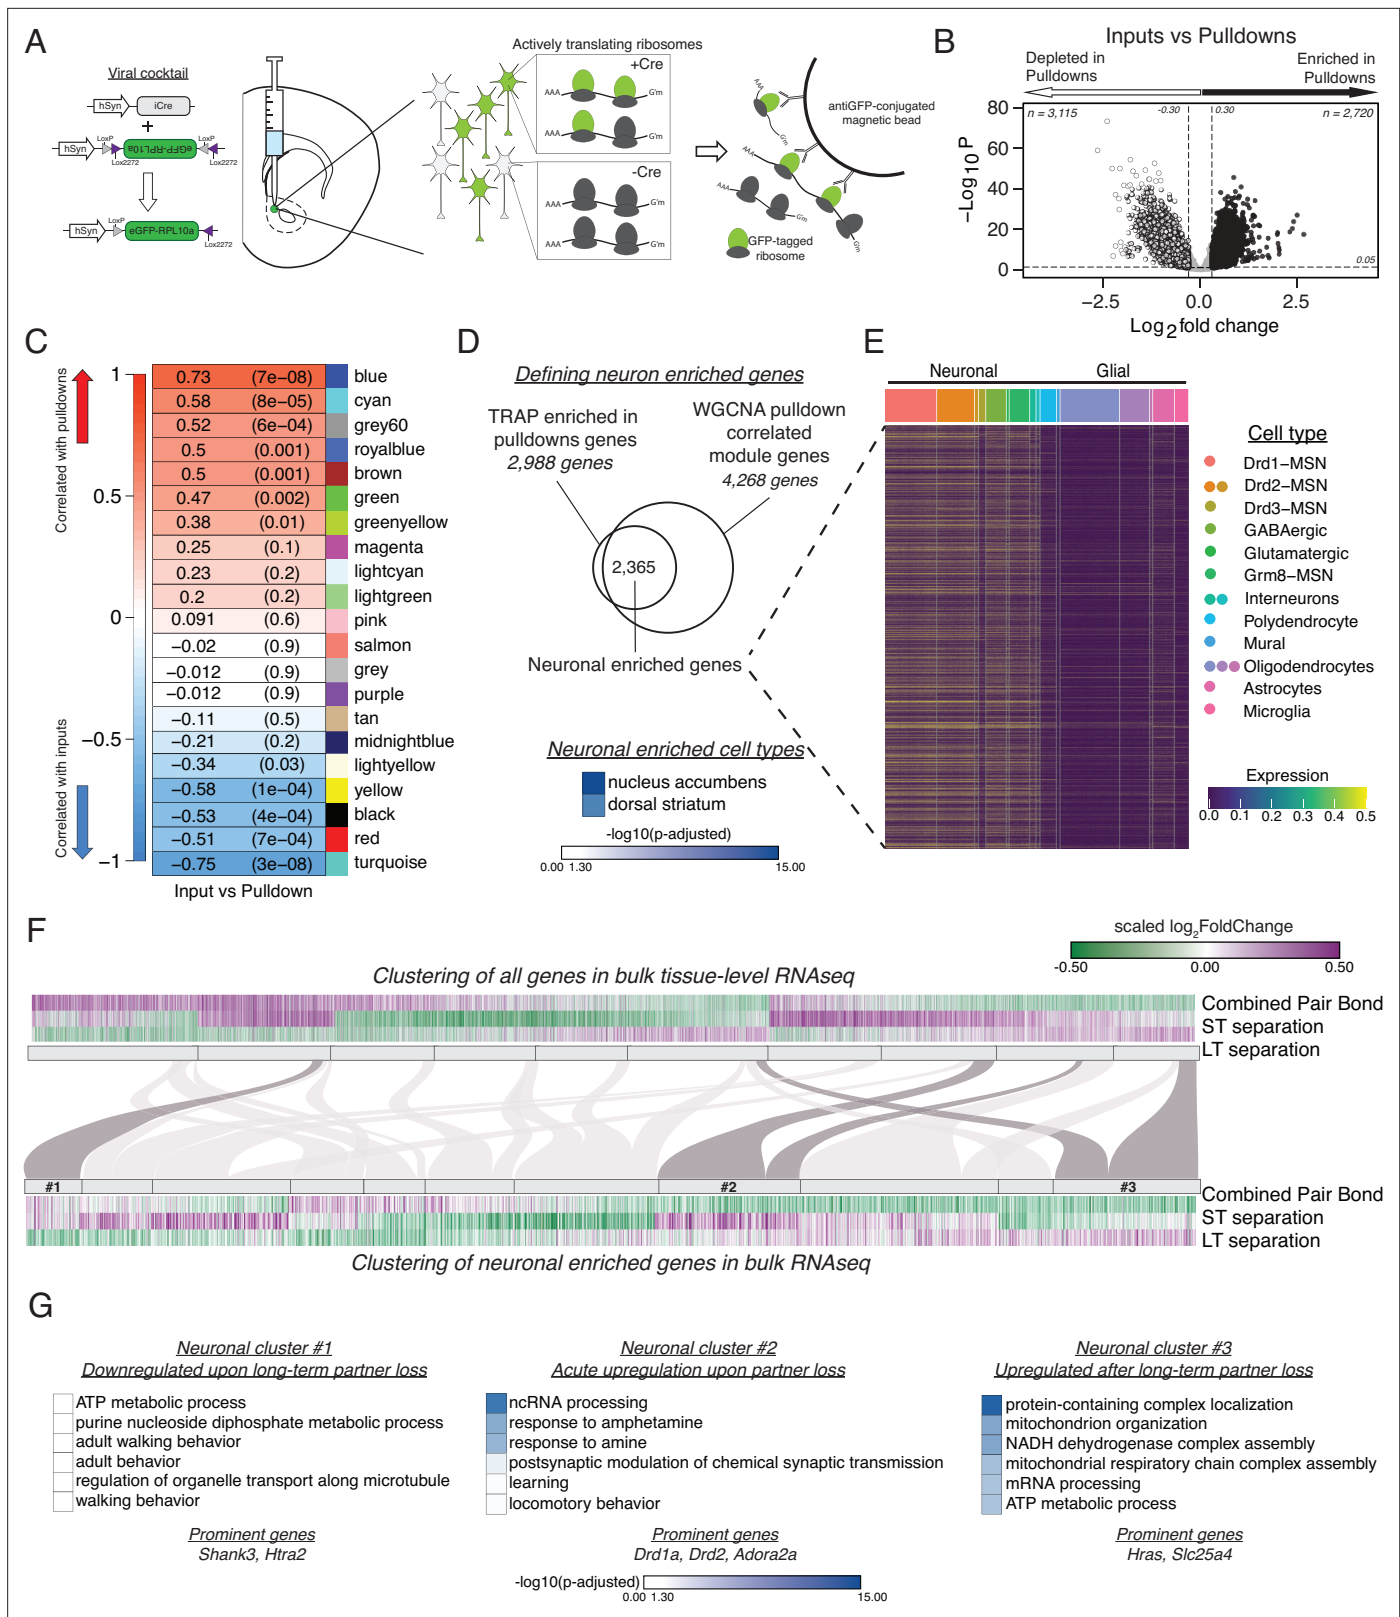 A
Viral cocktail
hSyn
iCre
+
LoxP
LoxP
hSyn
eGFP-RPL10a
Lox2272
LoxP
hSyn
eGFP-RPL10a
Lox2272
Actively translating ribosomes
+Cre
AAA
G'm
AAA
G'm
-Cre
AAA
G'm
AAA
G'm
antiGFP-conjugated
magnetic bead
AAA
G'm
AAA
AAA
G'm
G'm
GFP-tagged
ribosome
B
Inputs vs Pulldowns
Depleted in
Pulldowns
Enriched in
Pulldowns
n = 3,115
-0.30
0.30
n = 2,720
80
60
40
20
0
0.05
−Log10 P
−2.5
0.0
2.5
Log2 fold change
C
Correlated with pulldowns
Correlated with inputs
1
0.5
0
−0.5
−1
0.73 (7e−08) blue
0.58 (8e−05) cyan
0.52 (6e−04) grey60
0.5 (0.001) royalblue
0.5 (0.001) brown
0.47 (0.002) green
0.38 (0.01) greenyellow
0.25 (0.1) magenta
0.23 (0.2) lightcyan
0.2 (0.2) lightgreen
0.091 (0.6) pink
−0.02 (0.9) salmon
−0.012 (0.9) grey
−0.012 (0.9) purple
−0.11 (0.5) tan
−0.21 (0.2) midnightblue
−0.34 (0.03) lightyellow
−0.58 (1e−04) yellow
−0.53 (4e−04) black
−0.51 (7e−04) red
−0.75 (3e−08) turquoise
Input vs Pulldown
D
Defining neuron enriched genes
TRAP enriched in
pulldowns genes
2,988 genes
WGCNA pulldown
correlated
module genes
4,268 genes
2,365
Neuronal enriched genes
Neuronal enriched cell types
nucleus accumbens
dorsal striatum
-log10(p-adjusted)
0.00 1.30 15.00
E
Neuronal
Glial
Cell type
Drd1−MSN
Drd2−MSN
Drd3−MSN
GABAergic
Glutamatergic
Grm8−MSN
Interneurons
Polydendrocyte
Mural
Oligodendrocytes
Astrocytes
Microglia
Expression
0.0 0.1 0.2 0.3 0.4 0.5
F
scaled log2FoldChange
-0.50 0.00 0.50
Clustering of all genes in bulk tissue-level RNAseq
Combined Pair Bond
ST separation
LT separation
#1
#2
#3
Combined Pair Bond
ST separation
LT separation
Clustering of neuronal enriched genes in bulk RNAseq
G
Neuronal cluster #1
Downregulated upon long-term partner loss
ATP metabolic process
purine nucleoside diphosphate metabolic process
adult walking behavior
adult behavior
regulation of organelle transport along microtubule
walking behavior
Prominent genes
Shank3, Htra2
Neuronal cluster #2
Acute upregulation upon partner loss
ncRNA processing
response to amphetamine
response to amine
postsynaptic modulation of chemical synaptic transmission
learning
locomotory behavior
Prominent genes
Drd1a, Drd2, Adora2a
Neuronal cluster #3
Upregulated after long-term partner loss
protein-containing complex localization
mitochondrion organization
NADH dehydrogenase complex assembly
mitochondrial respiratory chain complex assembly
mRNA processing
ATP metabolic process
Prominent genes
Hras, Slc25a4
-log10(p-adjusted)
0.00 1.30 15.00